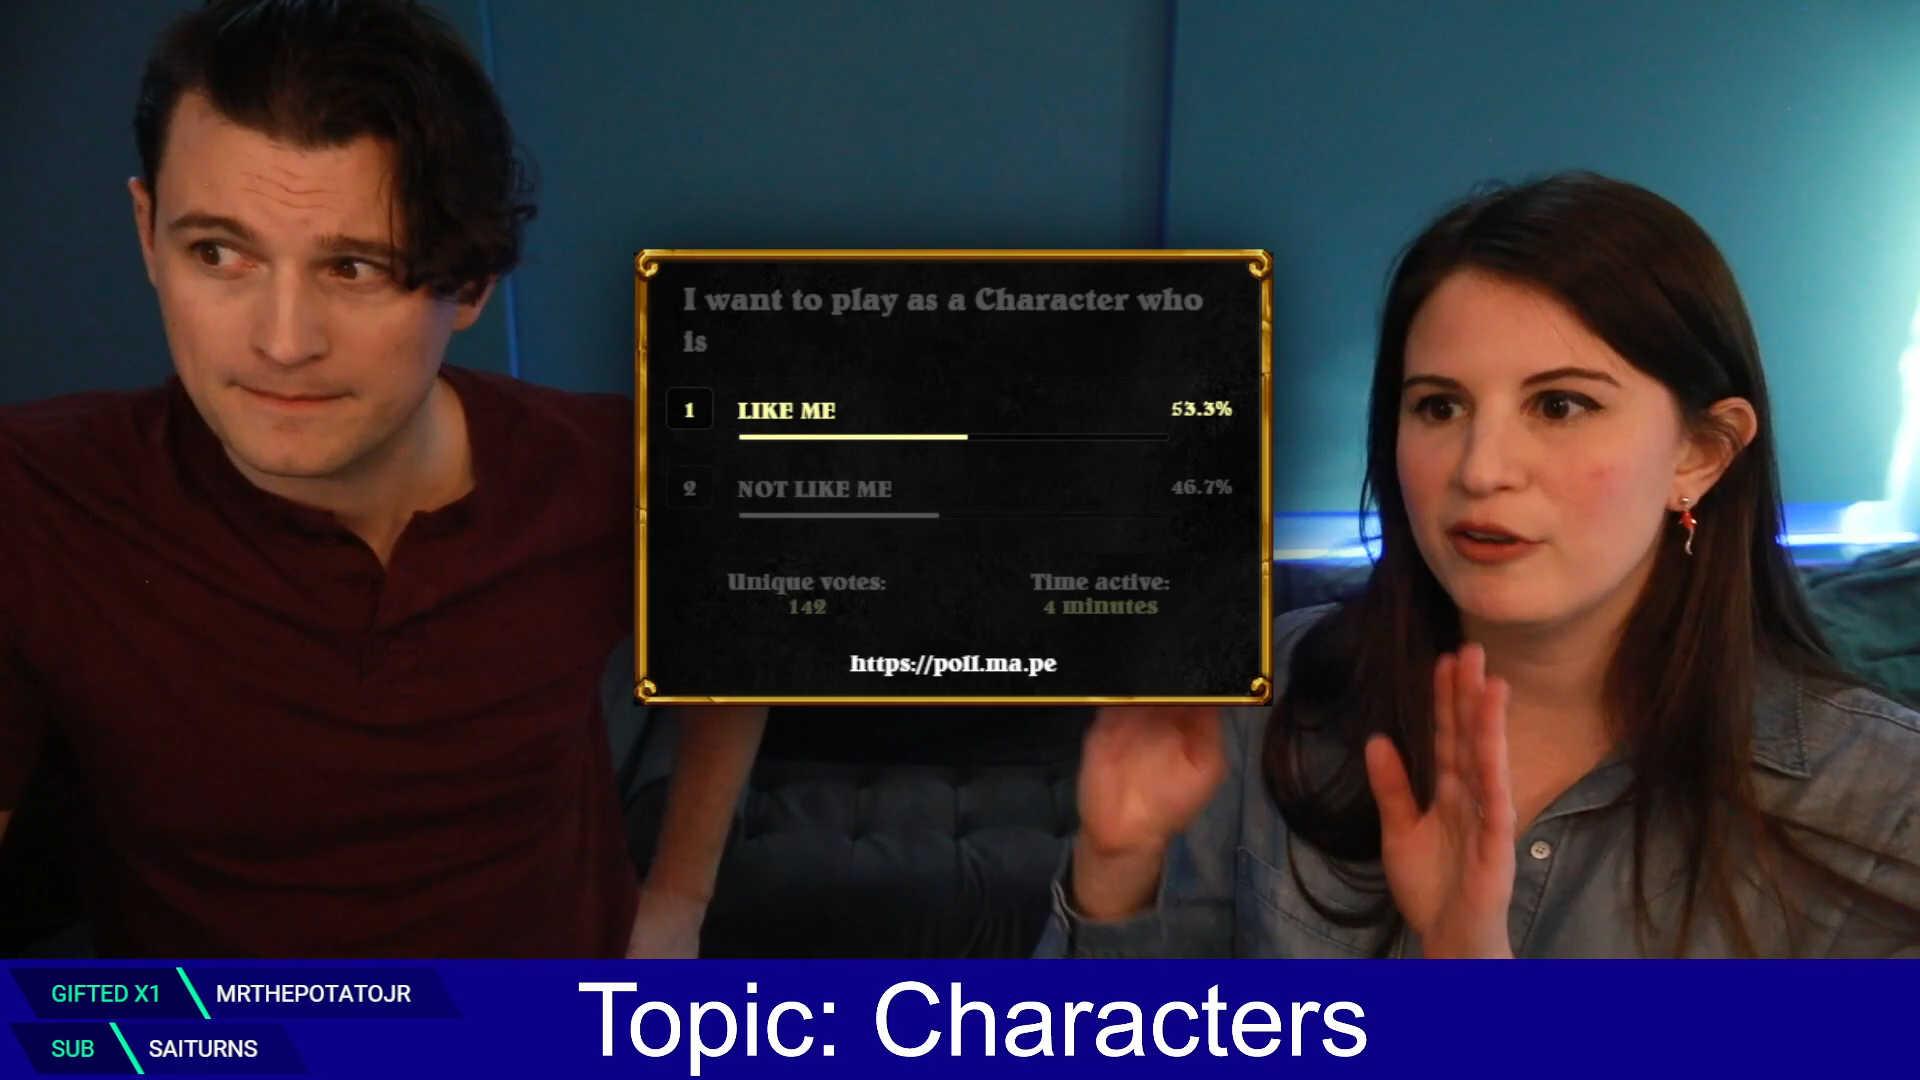 I want to play as a Character who
is
1 LIKE ME 53.3%
2 NOT LIKE ME 46.7%
Unique votes: Time active:
142 4 minutes
https://poll.ma.pe
GIFTED X1 MRTHEPOTATOJR
SUB SAITURNS
Topic: Characters